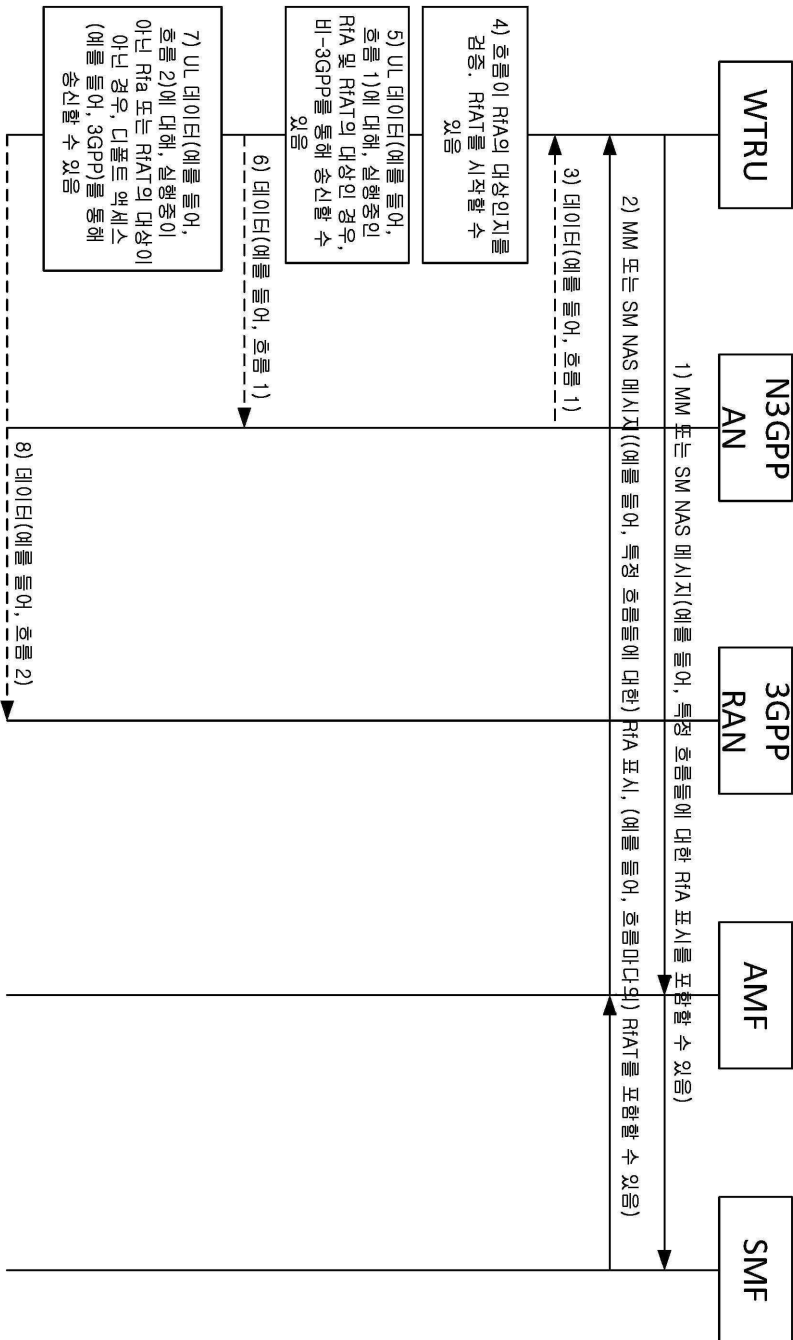 WTRU
N3GPP
AN
3GPP
RAN
AMF
SMF
1) MM 또는 SM NAS 메시지(예를 들어, 특정 흐름들에 대한 RfA 표시를 포함할 수 있음)
2) MM 또는 SM NAS 메시지((예를 들어, 특정 흐름들에 대한) RfA 표시, (예를 들어, 흐름마다의) RfAT를 포함할 수 있음)
3) 데이터(예를 들어, 흐름 1)
4) 흐름이 RfA의 대상인지를
검증. RfAT를 시작할 수
있음
5) UL 데이터(예를 들어,
흐름 1)에 대해, 실행중인
RfA 및 RfAT의 대상인 경우,
비-3GPP를 통해 송신할 수
있음
6) 데이터(예를 들어, 흐름 1)
7) UL 데이터(예를 들어,
흐름 2)에 대해, 실행중이
아닌 Rfa 또는 RfAT의 대상이
아닌 경우, 디폴트 액세스
(예를 들어, 3GPP)를 통해
송신할 수 있음
8) 데이터(예를 들어, 흐름 2)